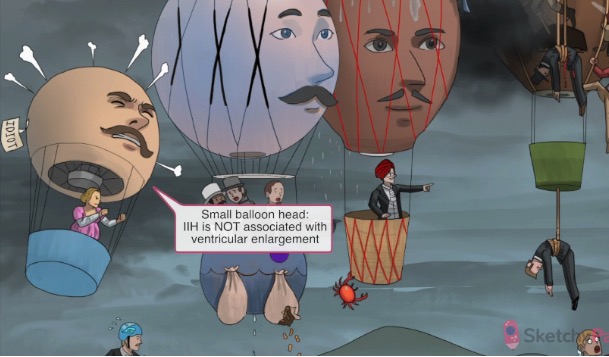 IDIOT
Small balloon head:
IIH is NOT associated with
ventricular enlargement
Sketchy